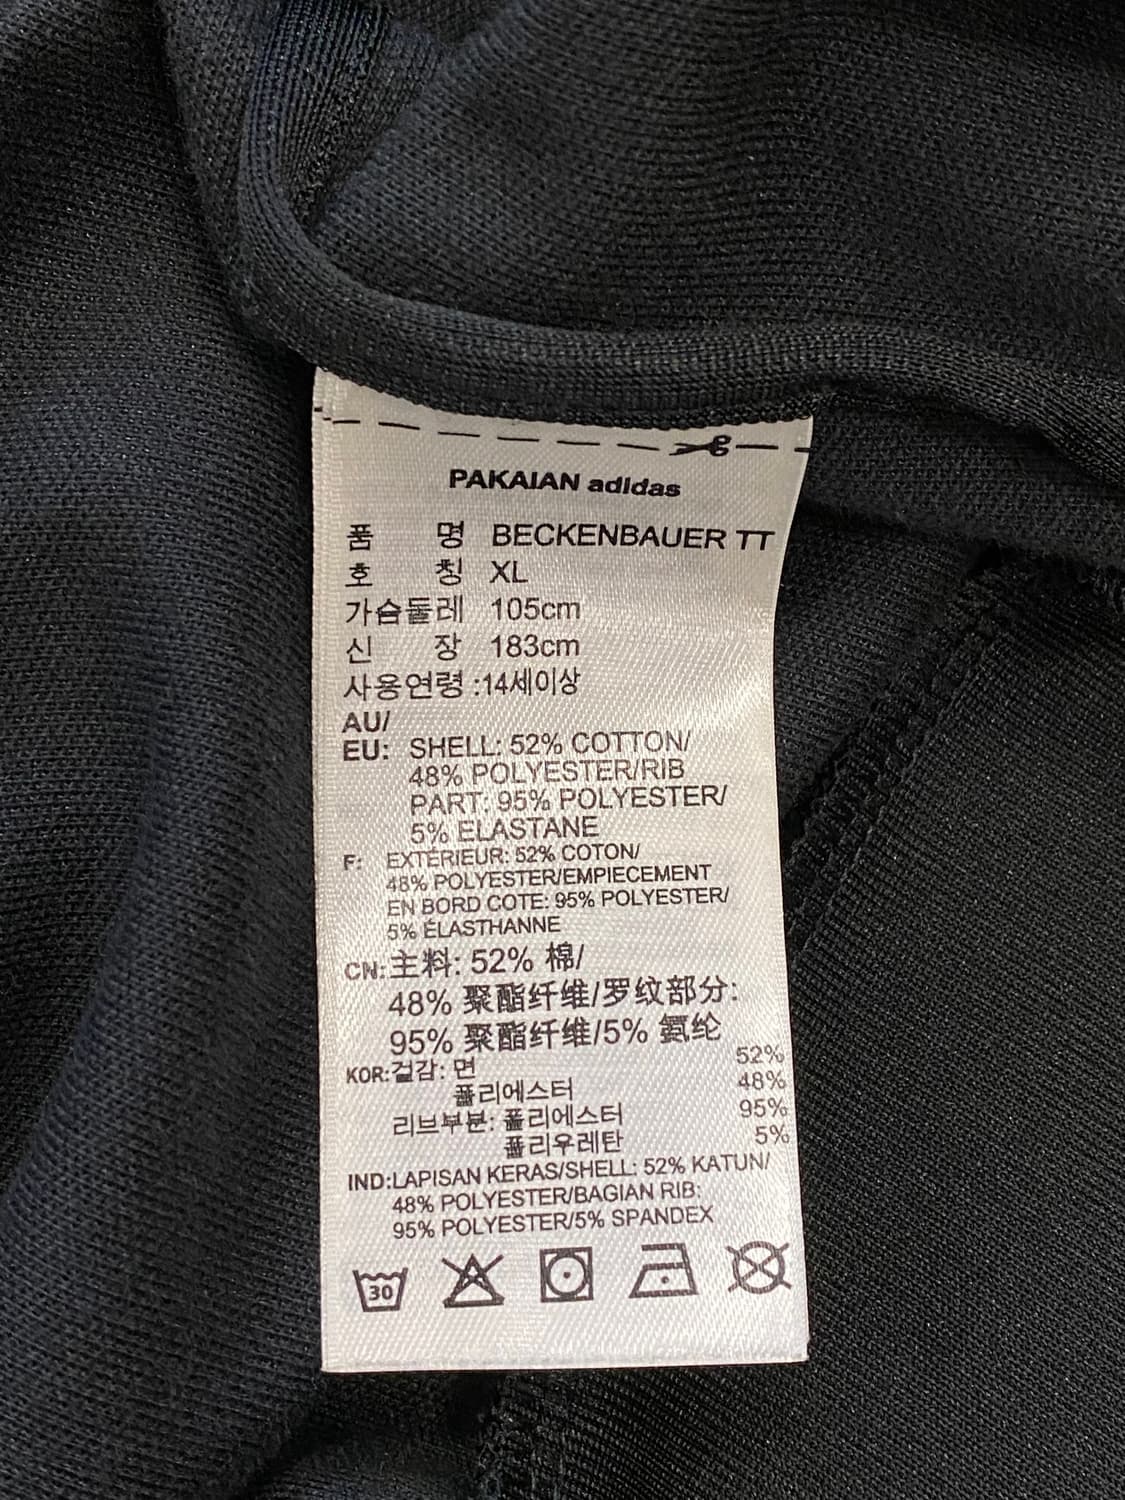 PAKAIAN adidas
품 명 BECKENBAUER TT
호 칭 XL
가슴둘레 105cm
신 장 183cm
사용연령 :14세이상
AU/
EU: SHELL: 52% COTTON/
48% POLYESTER/RIB
PART: 95% POLYESTER/
5% ELASTANE
F: EXTÉRIEUR: 52% COTON/
48% POLYESTER/EMPIECEMENT
EN BORD COTE: 95% POLYESTER/
5% ÉLASTHANNE
CN:主料: 52% 棉/
48% 聚酯纤维/罗纹部分:
95% 聚酯纤维/5% 氨纶
KOR:겉감: 면 52%
폴리에스터 48%
리브부분: 폴리에스터 95%
폴리우레탄 5%
IND:LAPISAN KERAS/SHELL: 52% KATUN/
48% POLYESTER/BAGIAN RIB:
95% POLYESTER/5% SPANDEX
30